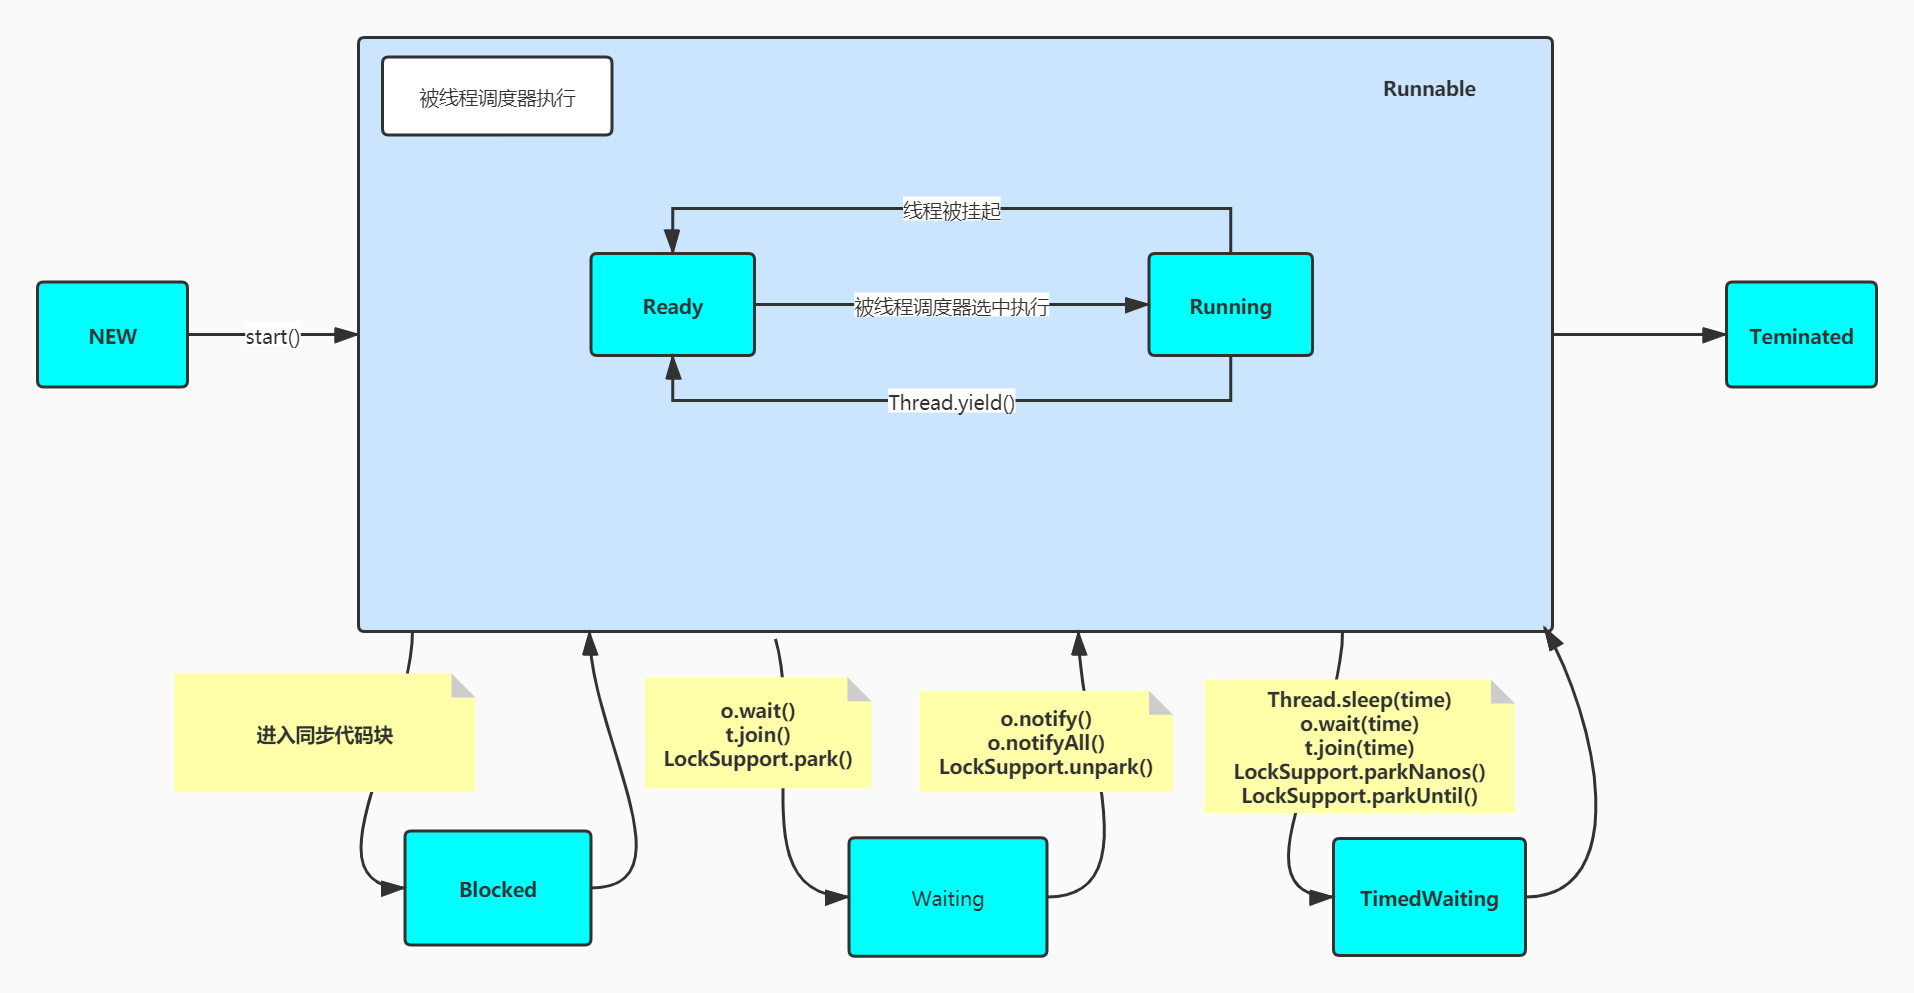 被线程调度器执行
Runnable
线程被挂起
Ready
被线程调度器选中执行
Running
NEW
start()
Teminated
Thread.yield()
进入同步代码块
o.wait()
t.join()
LockSupport.park()
o.notify()
o.notifyAll()
LockSupport.unpark()
Thread.sleep(time)
o.wait(time)
t.join(time)
LockSupport.parkNanos()
LockSupport.parkUntil()
Blocked
Waiting
TimedWaiting